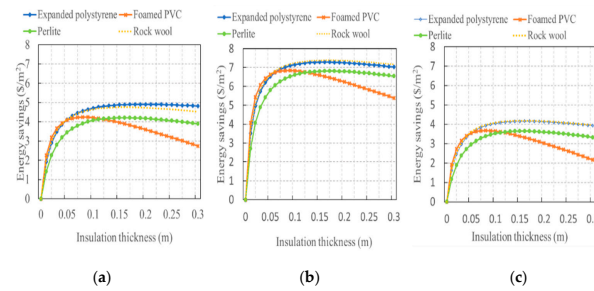 Expanded polystyrene Foamed PVC
Perlite Rock wool
8
7
6
5
4
3
2
1
0
Energy savings ($/m²)
0 0.05 0.1 0.15 0.2 0.25 0.3
Insulation thickness (m)
(a)
Expanded polystyrene Foamed PVC
Perlite Rock wool
8
7
6
5
4
3
2
1
0
Energy savings ($/m²)
0 0.05 0.1 0.15 0.2 0.25 0.3
Insulation thickness (m)
(b)
Expanded polystyrene Foamed PVC
Perlite Rock wool
8
7
6
5
4
3
2
1
0
Energy savings ($/m²)
0 0.05 0.1 0.15 0.2 0.25 0.3
Insulation thickness (m)
(c)